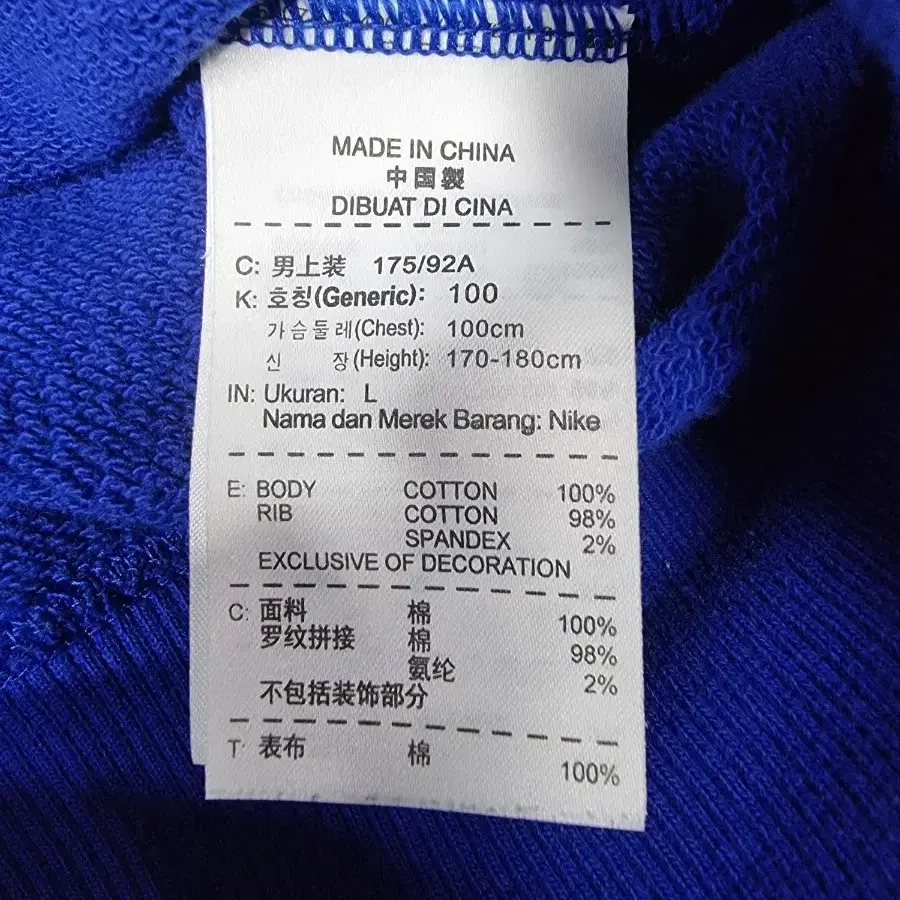 MADE IN CHINA
中国製
DIBUAT DI CINA
C: 男上装 175/92A
K: 호칭(Generic): 100
가슴둘레(Chest): 100cm
신 장(Height): 170-180cm
IN: Ukuran: L
Nama dan Merek Barang: Nike
E: BODY COTTON 100%
RIB COTTON 98%
SPANDEX 2%
EXCLUSIVE OF DECORATION
C: 面料 棉 100%
罗纹拼接 棉 98%
氨纶 2%
不包括装饰部分
T: 表布 棉 100%